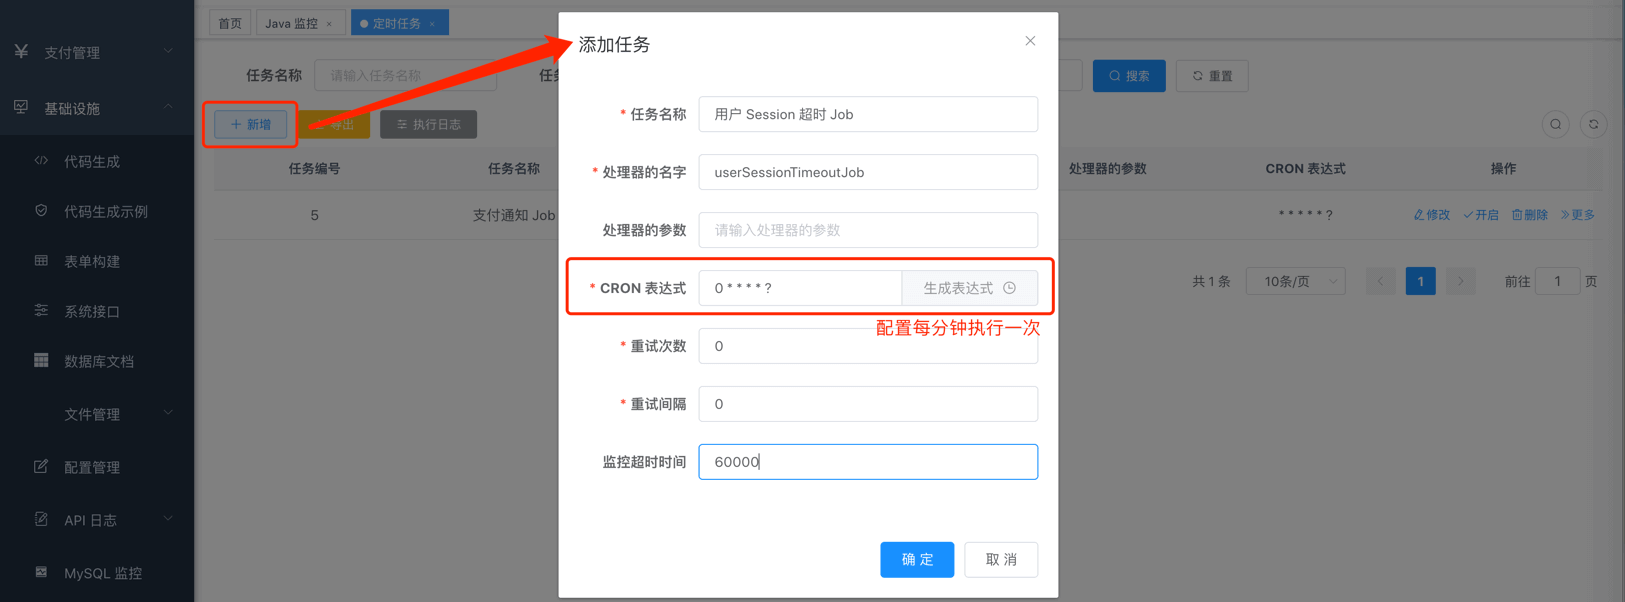 首页
Java 监控 ×
定时任务 ×
支付管理
基础设施
代码生成
代码生成示例
表单构建
系统接口
数据库文档
文件管理
配置管理
API 日志
MySQL 监控
任务名称
请输入任务名称
搜索
重置
+ 新增
导出
执行日志
任务编号
任务名称
处理器的参数
CRON 表达式
操作
5
支付通知 Job
* * * * * ?
修改
开启
删除
更多
共 1 条
10条/页
1
前往
1
页
添加任务
* 任务名称
用户 Session 超时 Job
* 处理器的名字
userSessionTimeoutJob
处理器的参数
请输入处理器的参数
* CRON 表达式
0 * * * * ?
生成表达式
配置每分钟执行一次
* 重试次数
0
* 重试间隔
0
监控超时时间
60000
确 定
取 消